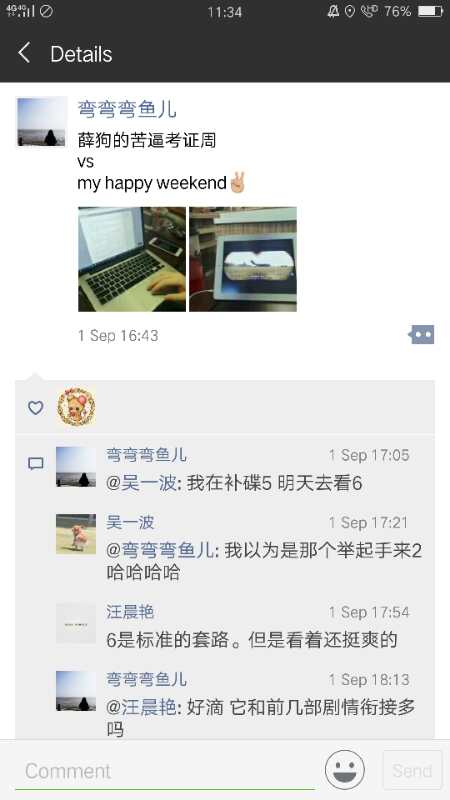 4G 4G 11:34 HD 76%
Details
弯弯弯鱼儿
薛狗的苦逼考证周
vs
my happy weekend✌🏼
1 Sep 16:43
弯弯弯鱼儿 1 Sep 17:05
@吴一波: 我在补碟5 明天去看6
吴一波 1 Sep 17:21
@弯弯弯鱼儿: 我以为是那个举起手来2
哈哈哈哈
汪晨艳 1 Sep 17:54
6是标准的套路。但是看着还挺爽的
弯弯弯鱼儿 1 Sep 18:13
@汪晨艳: 好滴 它和前几部剧情衔接多
吗
Comment Send